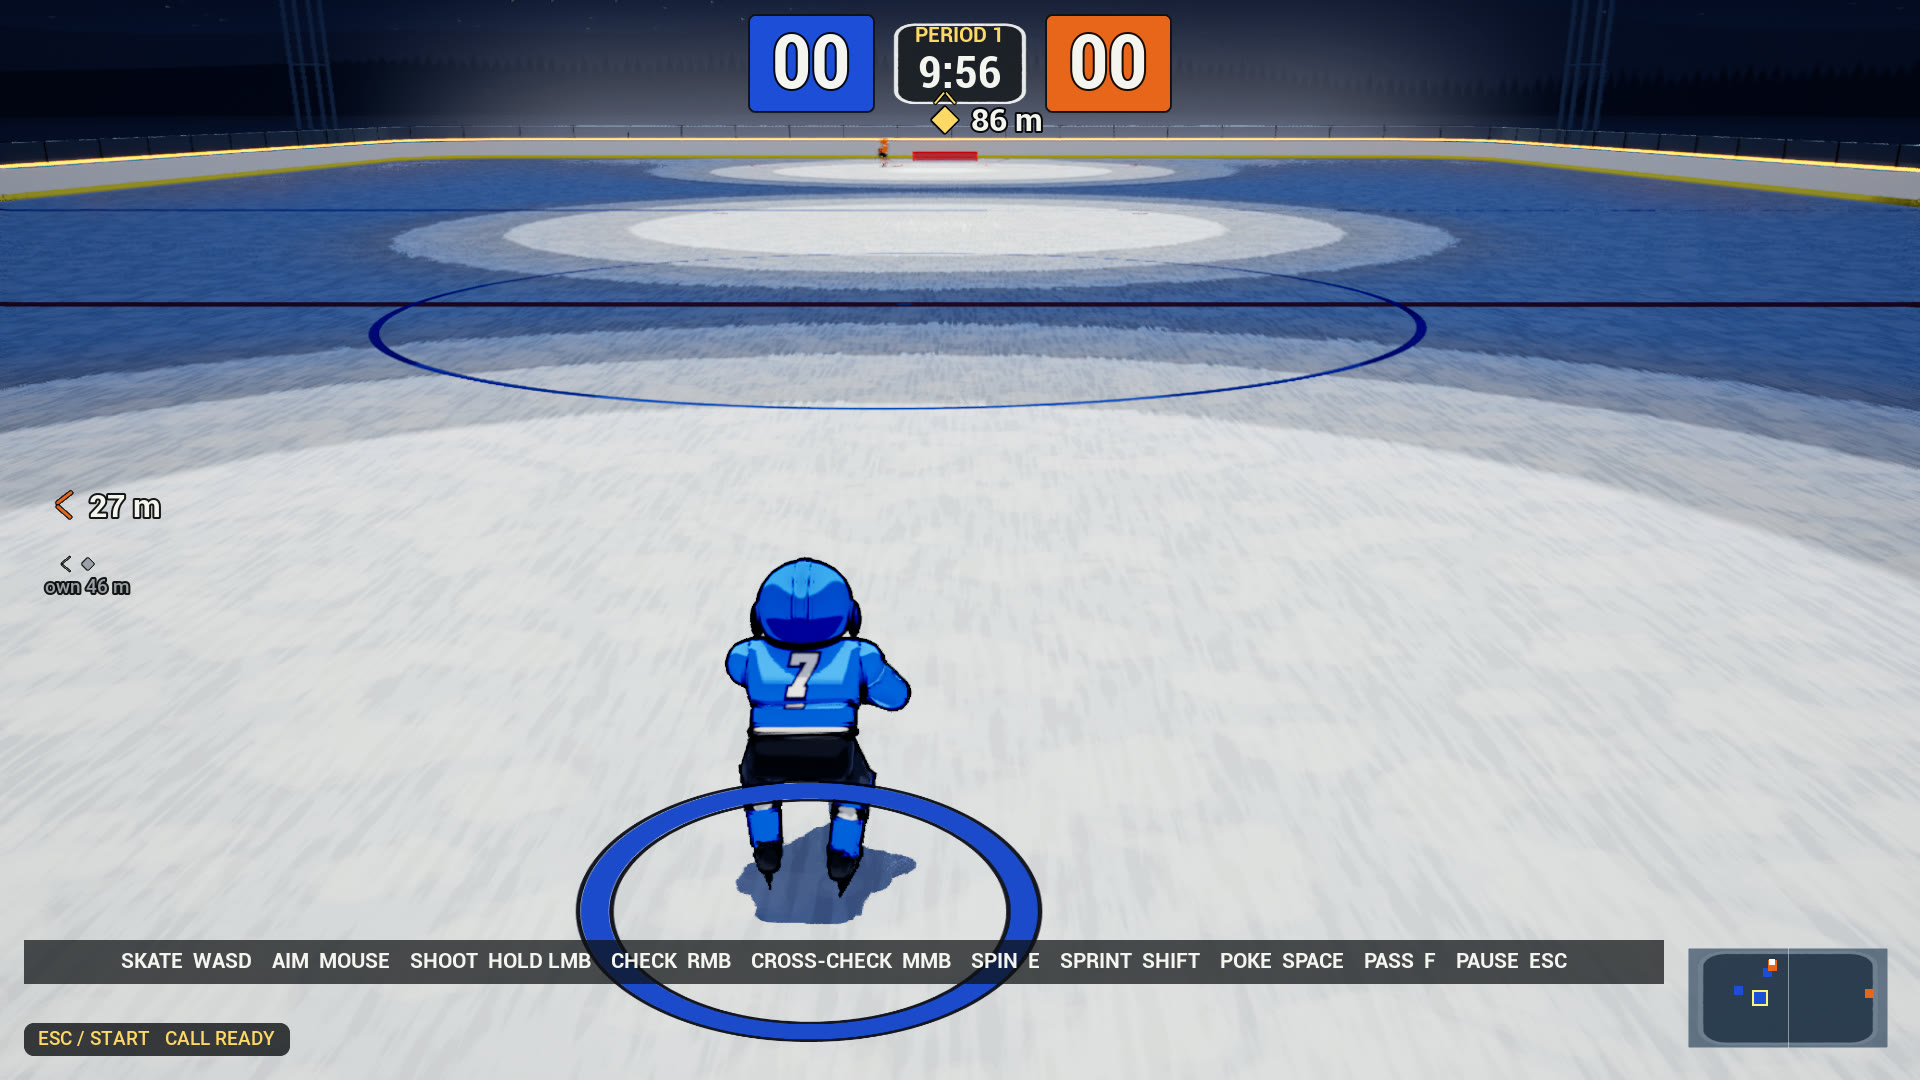 00
PERIOD 1
9:56
00
86 m
27 m
own 46 m
7
SKATE WASD AIM MOUSE SHOOT HOLD LMB CHECK RMB CROSS-CHECK MMB SPIN E SPRINT SHIFT POKE SPACE PASS F PAUSE ESC
ESC / START CALL READY